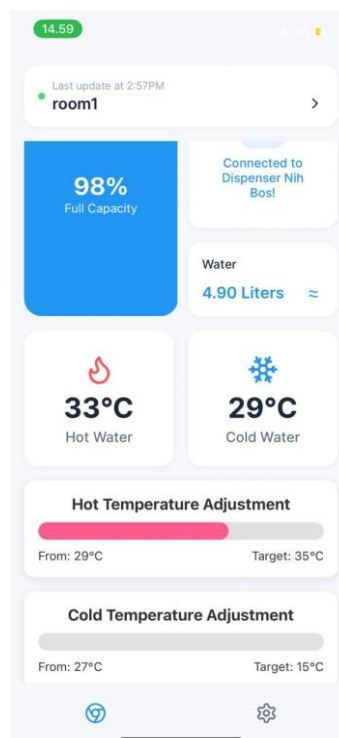 14.59
Last update at 2:57PM
room1
98%
Full Capacity
Connected to
Dispenser Nih
Bos!
Water
4.90 Liters
33°C
Hot Water
29°C
Cold Water
Hot Temperature Adjustment
From: 29°C
Target: 35°C
Cold Temperature Adjustment
From: 27°C
Target: 15°C